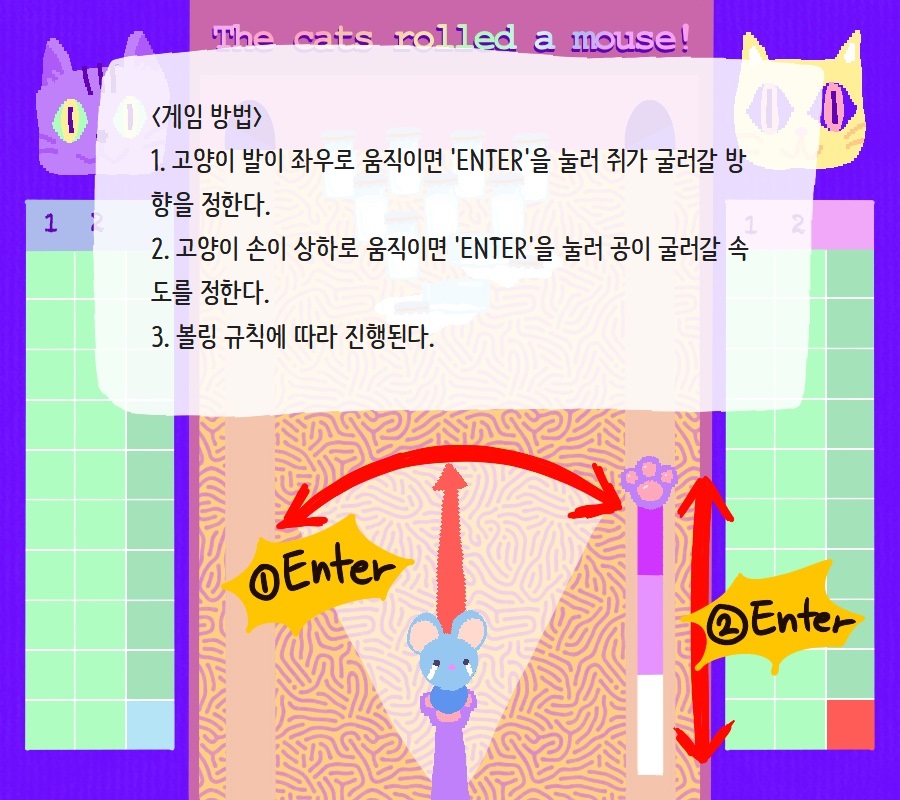 The cats rolled a mouse!
<게임 방법>
1. 고양이 발이 좌우로 움직이면 'ENTER'을 눌러 쥐가 굴러갈 방
향을 정한다.
2. 고양이 손이 상하로 움직이면 'ENTER'을 눌러 공이 굴러갈 속
도를 정한다.
3. 볼링 규칙에 따라 진행된다.
1 2
1 2
①Enter
②Enter